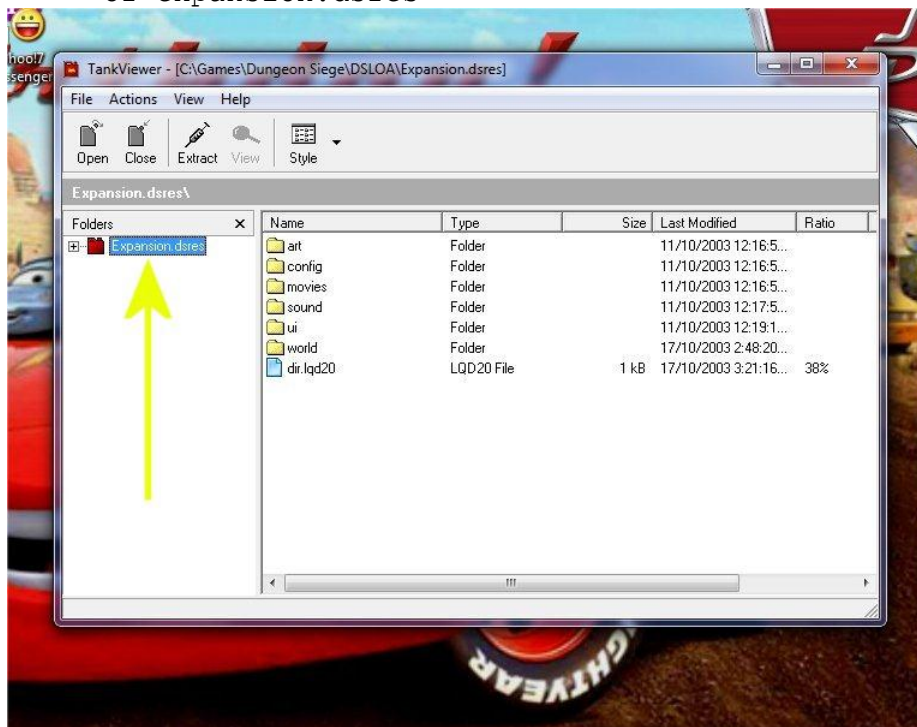 TankViewer - [C:\Games\Dungeon Siege\DSLOA\Expansion.dsres]
File Actions View Help
Open Close Extract View Style
Expansion.dsres\
Folders x Name Type Size Last Modified Ratio
Expansion.dsres art Folder 11/10/2003 12:16:5...
config Folder 11/10/2003 12:16:5...
movies Folder 11/10/2003 12:16:5...
sound Folder 11/10/2003 12:17:5...
ui Folder 11/10/2003 12:19:1...
world Folder 17/10/2003 2:48:20...
dir.lqd20 LQD20 File 1 kB 17/10/2003 3:21:16... 38%